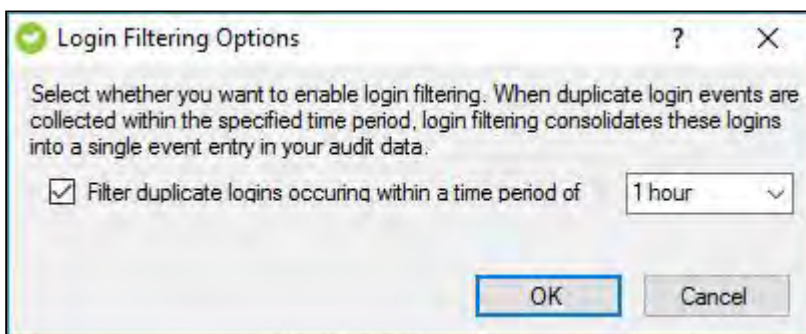 Login Filtering Options ?
Select whether you want to enable login filtering. When duplicate login events are
collected within the specified time period, login filtering consolidates these logins
into a single event entry in your audit data.
Filter duplicate logins occuring within a time period of 1 hour
OK Cancel